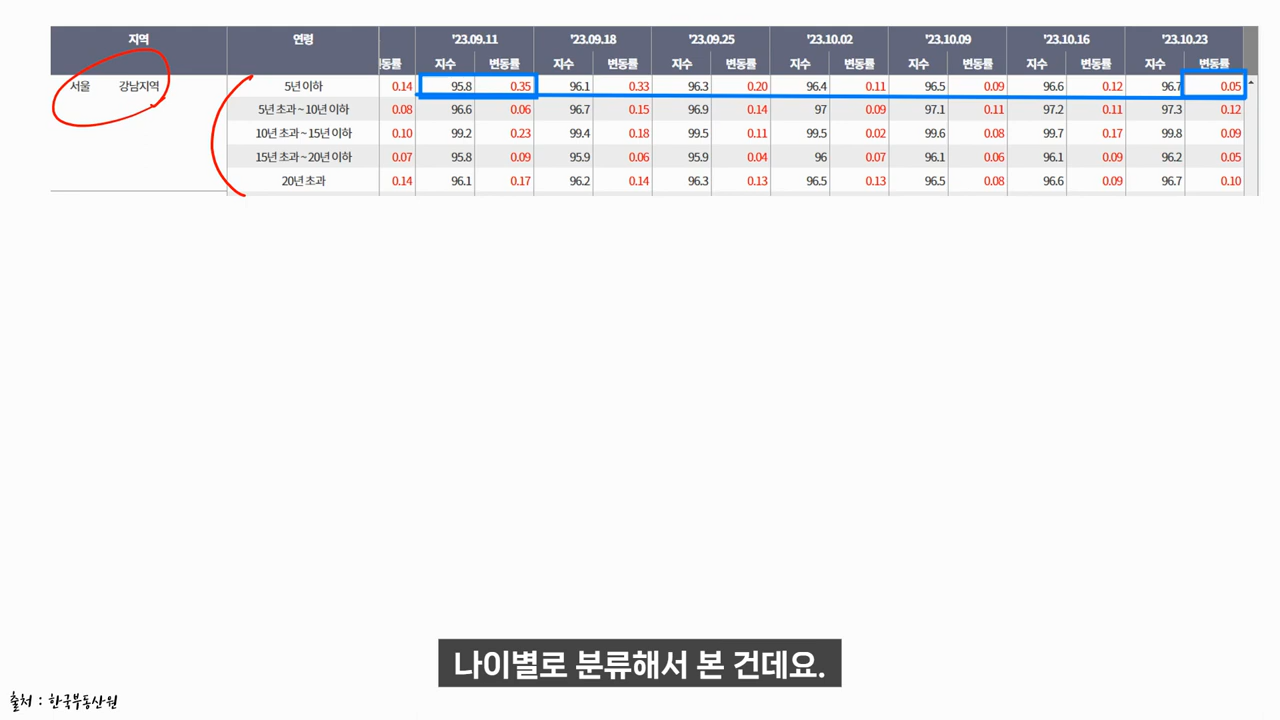 지역 연령 '23.09.11 '23.09.18 '23.09.25 '23.10.02 '23.10.09 '23.10.16 '23.10.23
동률 지수 변동률 지수 변동률 지수 변동률 지수 변동률 지수 변동률 지수 변동률 지수 변동률
서울 강남지역 5년 이하 0.14 95.8 0.35 96.1 0.33 96.3 0.20 96.4 0.11 96.5 0.09 96.6 0.12 96.7 0.05
5년 초과 ~ 10년 이하 0.08 96.6 0.06 96.7 0.15 96.9 0.14 97 0.09 97.1 0.11 97.2 0.11 97.3 0.12
10년 초과 ~ 15년 이하 0.10 99.2 0.23 99.4 0.18 99.5 0.11 99.5 0.02 99.6 0.08 99.7 0.17 99.8 0.09
15년 초과 ~ 20년 이하 0.07 95.8 0.09 95.9 0.06 95.9 0.04 96 0.07 96.1 0.06 96.1 0.09 96.2 0.05
20년 초과 0.14 96.1 0.17 96.2 0.14 96.3 0.13 96.5 0.13 96.5 0.08 96.6 0.09 96.7 0.10
나이별로 분류해서 본 건데요.
출처 : 한국부동산원